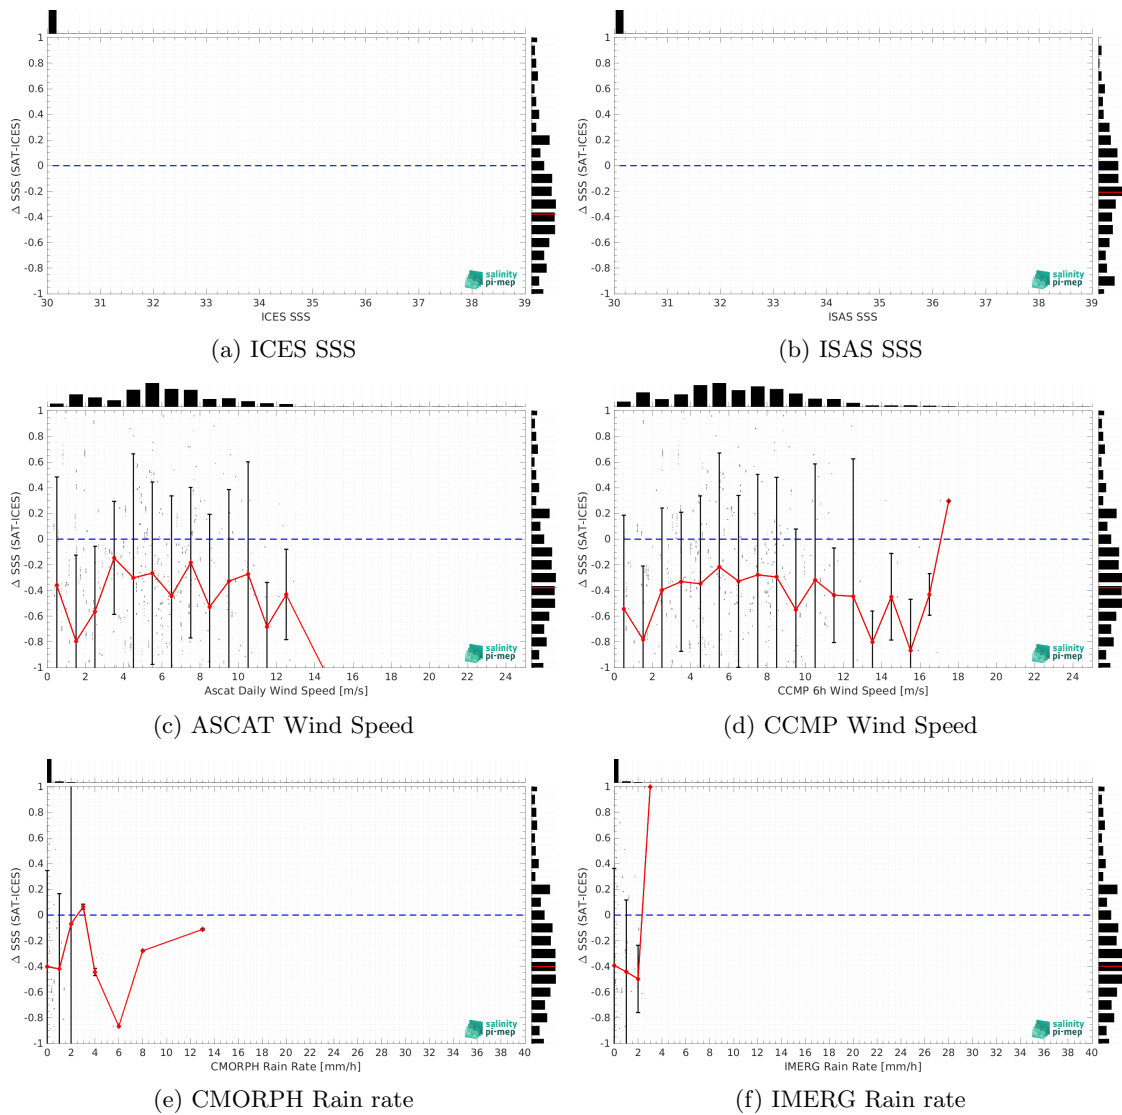 1
0.8
0.6
0.4
0.2
0
-0.2
-0.4
-0.6
-0.8
-1
Δ SSS (SAT-ICES)
salinity
pi-mep
30 31 32 33 34 35 36 37 38 39
ICES SSS
(a) ICES SSS
1
0.8
0.6
0.4
0.2
0
-0.2
-0.4
-0.6
-0.8
-1
Δ SSS (SAT-ICES)
salinity
pi-mep
30 31 32 33 34 35 36 37 38 39
ISAS SSS
(b) ISAS SSS
1
0.8
0.6
0.4
0.2
0
-0.2
-0.4
-0.6
-0.8
-1
Δ SSS (SAT-ICES)
salinity
pi-mep
0 2 4 6 8 10 12 14 16 18 20 22 24
Ascat Daily Wind Speed [m/s]
(c) ASCAT Wind Speed
1
0.8
0.6
0.4
0.2
0
-0.2
-0.4
-0.6
-0.8
-1
Δ SSS (SAT-ICES)
salinity
pi-mep
0 2 4 6 8 10 12 14 16 18 20 22 24
CCMP 6h Wind Speed [m/s]
(d) CCMP Wind Speed
1
0.8
0.6
0.4
0.2
0
-0.2
-0.4
-0.6
-0.8
-1
Δ SSS (SAT-ICES)
salinity
pi-mep
0 2 4 6 8 10 12 14 16 18 20 22 24 26 28 30 32 34 36 38 40
CMORPH Rain Rate [mm/h]
(e) CMORPH Rain rate
1
0.8
0.6
0.4
0.2
0
-0.2
-0.4
-0.6
-0.8
-1
Δ SSS (SAT-ICES)
salinity
pi-mep
0 2 4 6 8 10 12 14 16 18 20 22 24 26 28 30 32 34 36 38 40
IMERG Rain Rate [mm/h]
(f) IMERG Rain rate